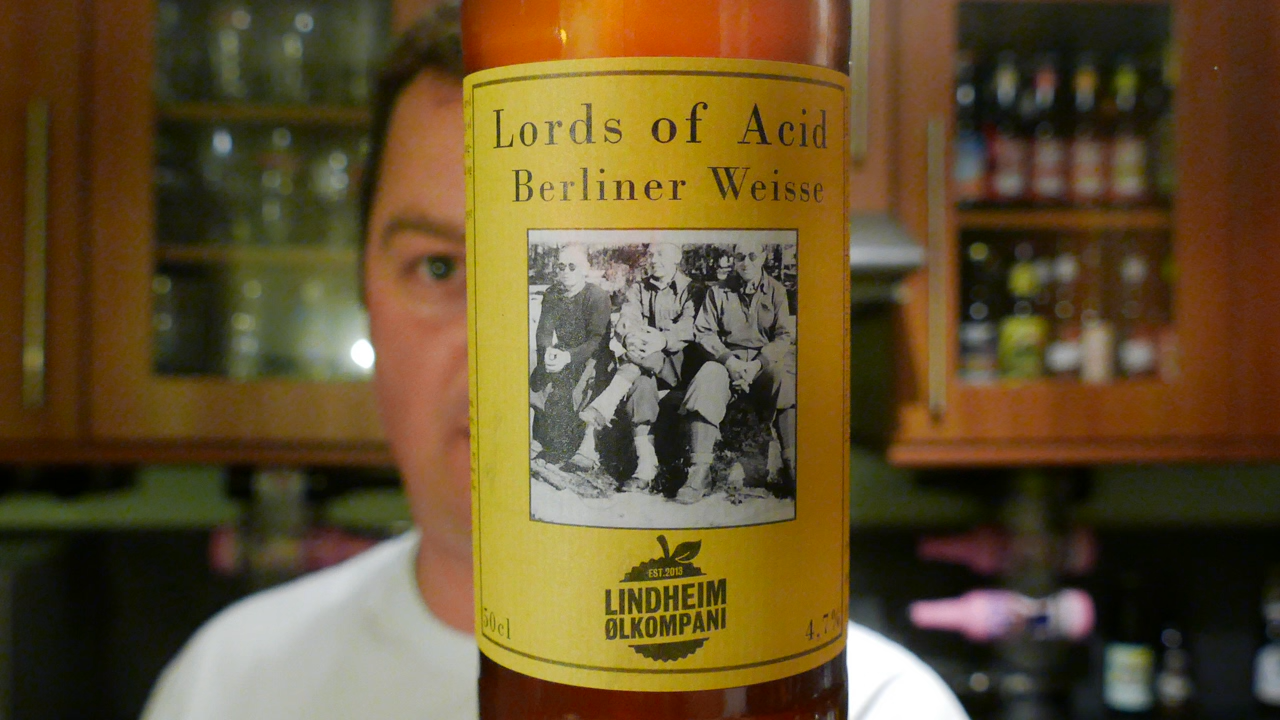 Lords of Acid
Berliner Weisse
EST.2013
LINDHEIM
ØLKOMPANI
50cl
4,7%